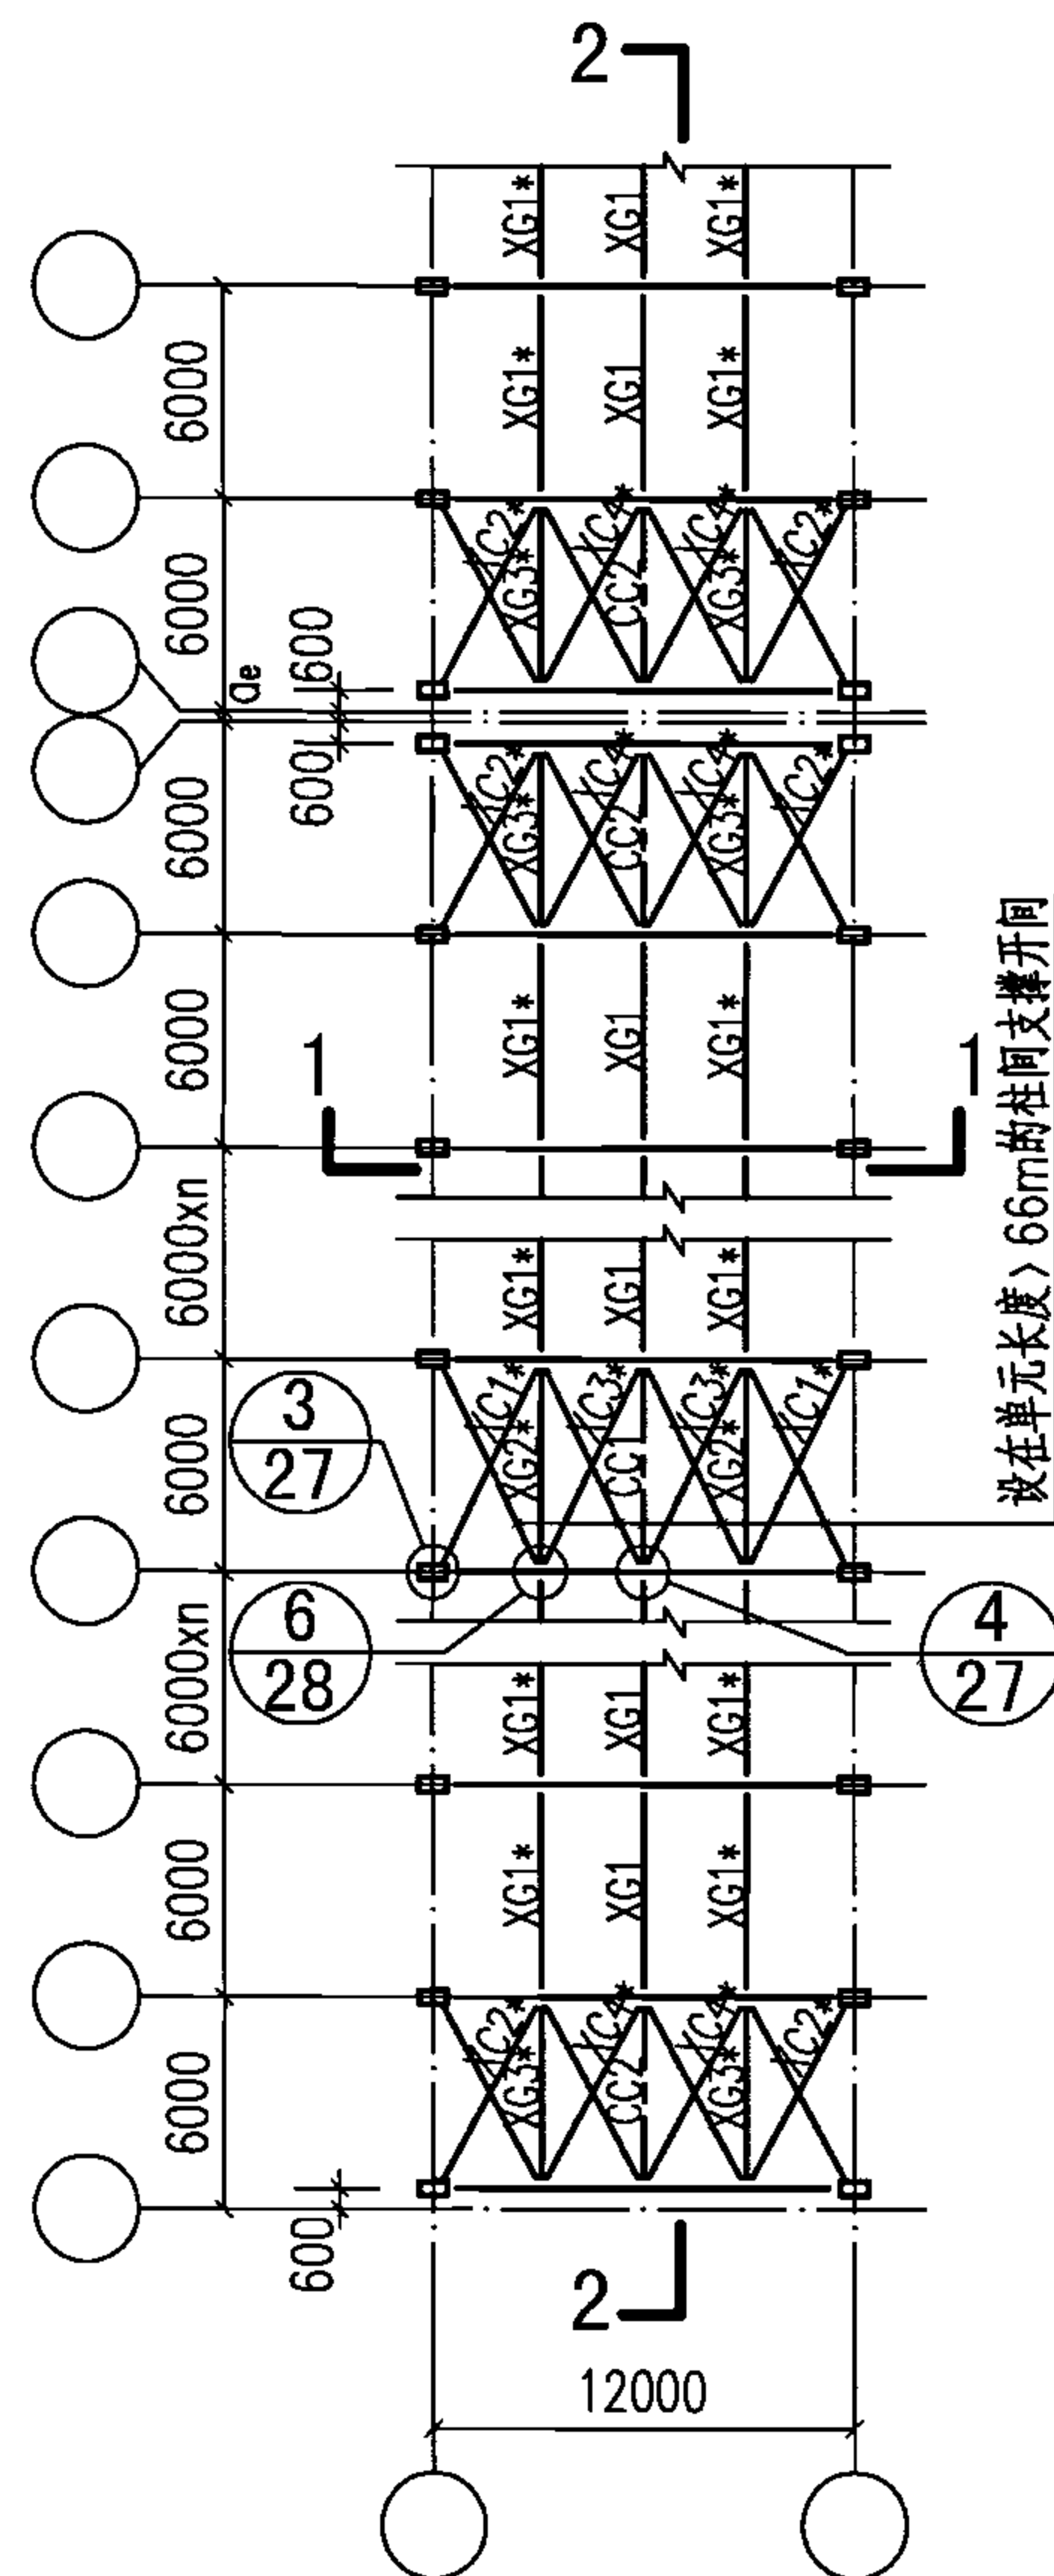 2
XG1* XG1 XG1*
6000
XG1* XG1 XG1*
6000
XC2* XC4* XC4* XC2*
XG3* CC2 XG3*
600
ae
600
6000
XC2* XC4* XC4* XC2*
XG3* CC2 XG3*
6000
XG1* XG1 XG1*
1 1
设在单元长度>66m的柱间支撑开间
6000xn
XG1* XG1 XG1*
6000
XC1* XC3* XC3* XC1*
XG2* CC1 XG2*
3
27
6
28
4
27
6000xn
XG1* XG1 XG1*
6000
XG1* XG1 XG1*
6000
XC2* XC4* XC4* XC2*
XG3* CC2 XG3*
600
2
12000